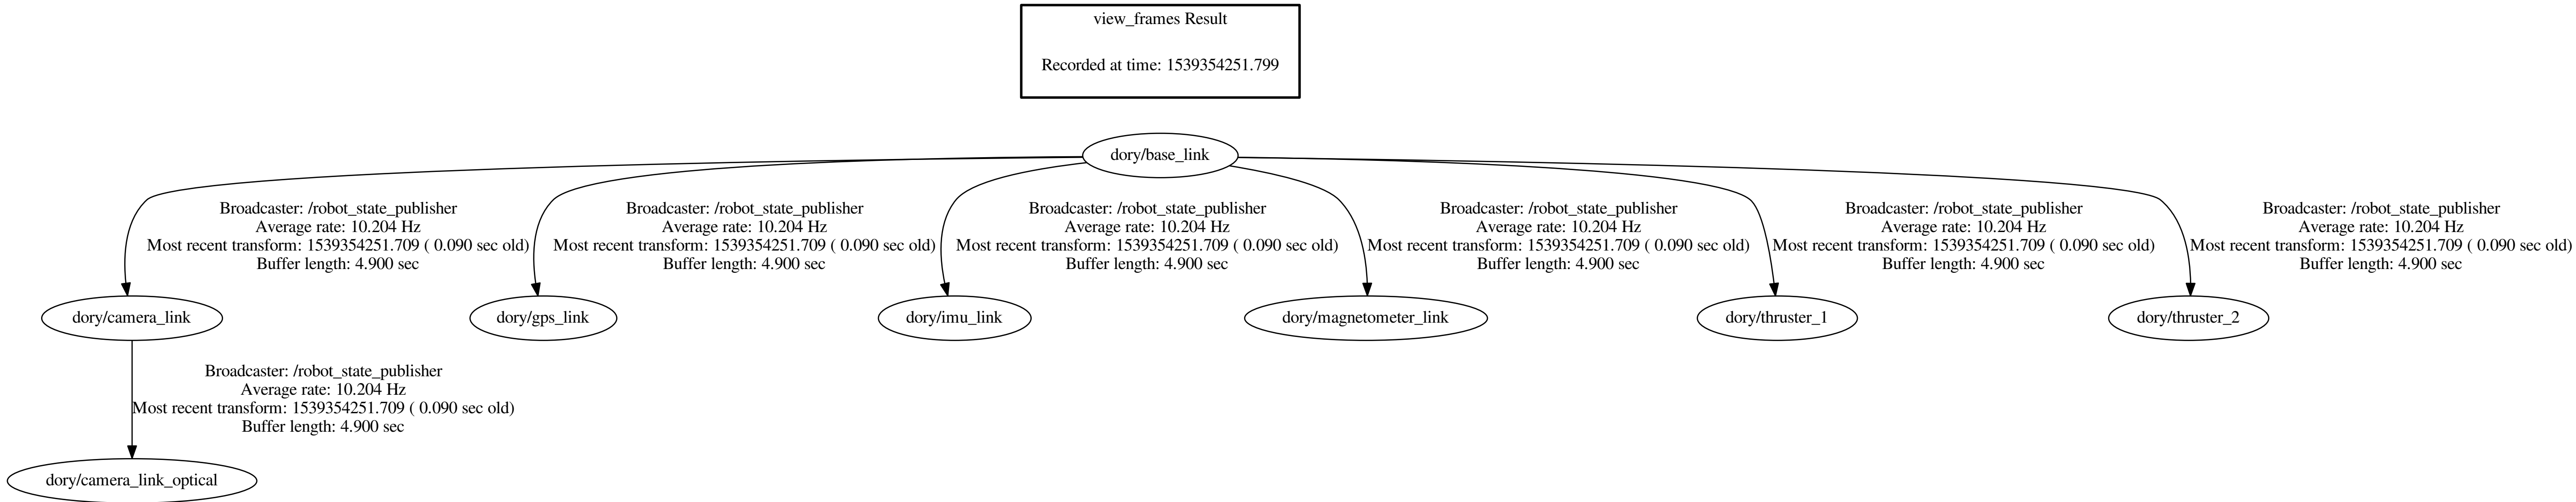 view_frames Result
Recorded at time: 1539354251.799
dory/base_link
Broadcaster: /robot_state_publisher
Average rate: 10.204 Hz
Most recent transform: 1539354251.709 ( 0.090 sec old)
Buffer length: 4.900 sec
Broadcaster: /robot_state_publisher
Average rate: 10.204 Hz
Most recent transform: 1539354251.709 ( 0.090 sec old)
Buffer length: 4.900 sec
Broadcaster: /robot_state_publisher
Average rate: 10.204 Hz
Most recent transform: 1539354251.709 ( 0.090 sec old)
Buffer length: 4.900 sec
Broadcaster: /robot_state_publisher
Average rate: 10.204 Hz
Most recent transform: 1539354251.709 ( 0.090 sec old)
Buffer length: 4.900 sec
Broadcaster: /robot_state_publisher
Average rate: 10.204 Hz
Most recent transform: 1539354251.709 ( 0.090 sec old)
Buffer length: 4.900 sec
Broadcaster: /robot_state_publisher
Average rate: 10.204 Hz
Most recent transform: 1539354251.709 ( 0.090 sec old)
Buffer length: 4.900 sec
dory/camera_link
dory/gps_link
dory/imu_link
dory/magnetometer_link
dory/thruster_1
dory/thruster_2
Broadcaster: /robot_state_publisher
Average rate: 10.204 Hz
Most recent transform: 1539354251.709 ( 0.090 sec old)
Buffer length: 4.900 sec
dory/camera_link_optical